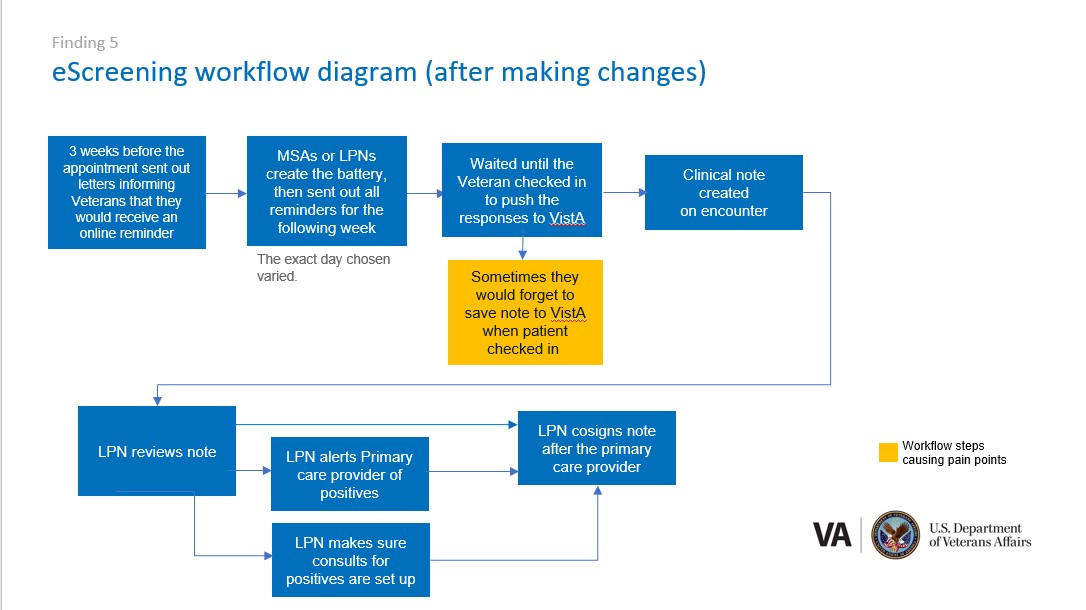 Finding 5
eScreening workflow diagram (after making changes)
3 weeks before the
appointment sent out
letters informing
Veterans that they
would receive an
online reminder
MSAs or LPNs
create the battery,
then sent out all
reminders for the
following week
The exact day chosen
varied.
Waited until the
Veteran checked in
to push the
responses to VistA
Clinical note
created
on encounter
Sometimes they
would forget to
save note to VistA
when patient
checked in
LPN reviews note
LPN alerts Primary
care provider of
positives
LPN makes sure
consults for
positives are set up
LPN cosigns note
after the primary
care provider
Workflow steps
causing pain points
VA
U.S. Department
of Veterans Affairs